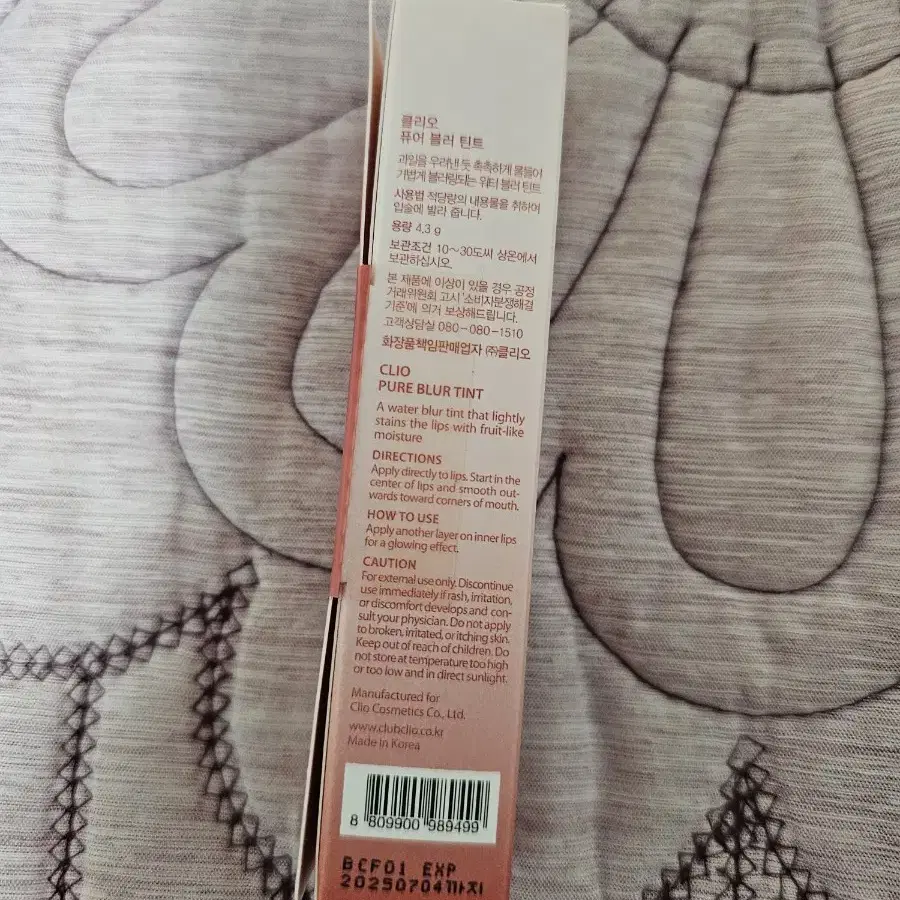 클리오
퓨어 블러 틴트
과일을 우려낸 듯 촉촉하게 물들어
가볍게 블러링되는 워터 블러 틴트
사용법 적당량의 내용물을 취하여
입술에 발라 줍니다.
용량 4.3 g
보관조건 10~30도씨 상온에서
보관하십시오.
본 제품에 이상이 있을 경우 공정
거래위원회 고시 '소비자분쟁해결
기준'에 의거 보상해드립니다.
고객상담실 080-080-1510
화장품책임판매업자 ㈜클리오
CLIO
PURE BLUR TINT
A water blur tint that lightly
stains the lips with fruit-like
moisture
DIRECTIONS
Apply directly to lips. Start in the
center of lips and smooth out-
wards toward corners of mouth.
HOW TO USE
Apply another layer on inner lips
for a glowing effect.
CAUTION
For external use only. Discontinue
use immediately if rash, irritation,
or discomfort develops and con-
sult your physician. Do not apply
to broken, irritated, or itching skin.
Keep out of reach of children. Do
not store at temperature too high
or too low and in direct sunlight.
Manufactured for
Clio Cosmetics Co., Ltd.
www.clubclio.co.kr
Made in Korea
8 809900 989499
BCF01 EXP
20250704까지